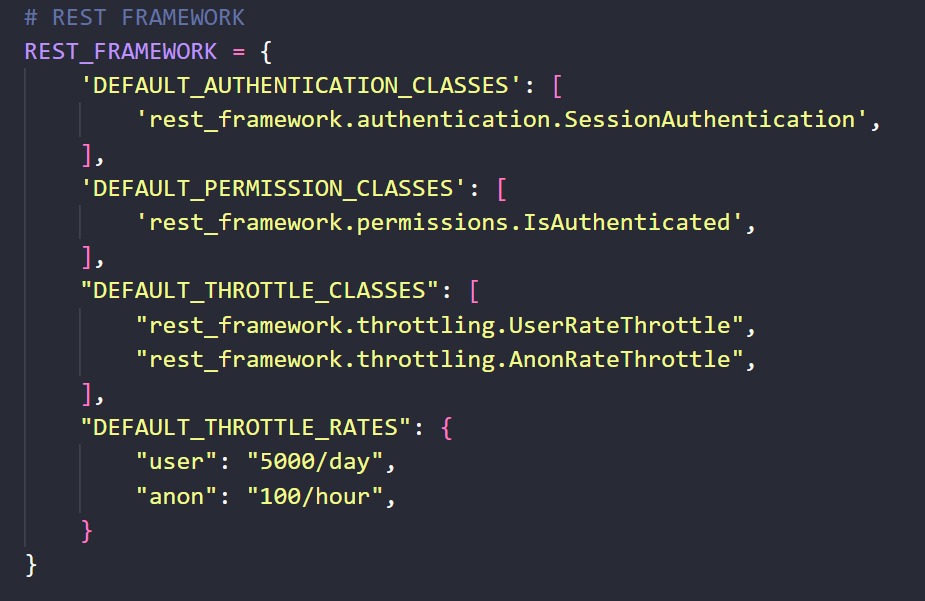 # REST FRAMEWORK
REST_FRAMEWORK = {
    'DEFAULT_AUTHENTICATION_CLASSES': [
        'rest_framework.authentication.SessionAuthentication',
    ],
    'DEFAULT_PERMISSION_CLASSES': [
        'rest_framework.permissions.IsAuthenticated',
    ],
    "DEFAULT_THROTTLE_CLASSES": [
        "rest_framework.throttling.UserRateThrottle",
        "rest_framework.throttling.AnonRateThrottle",
    ],
    "DEFAULT_THROTTLE_RATES": {
        "user": "5000/day",
        "anon": "100/hour",
    }
}